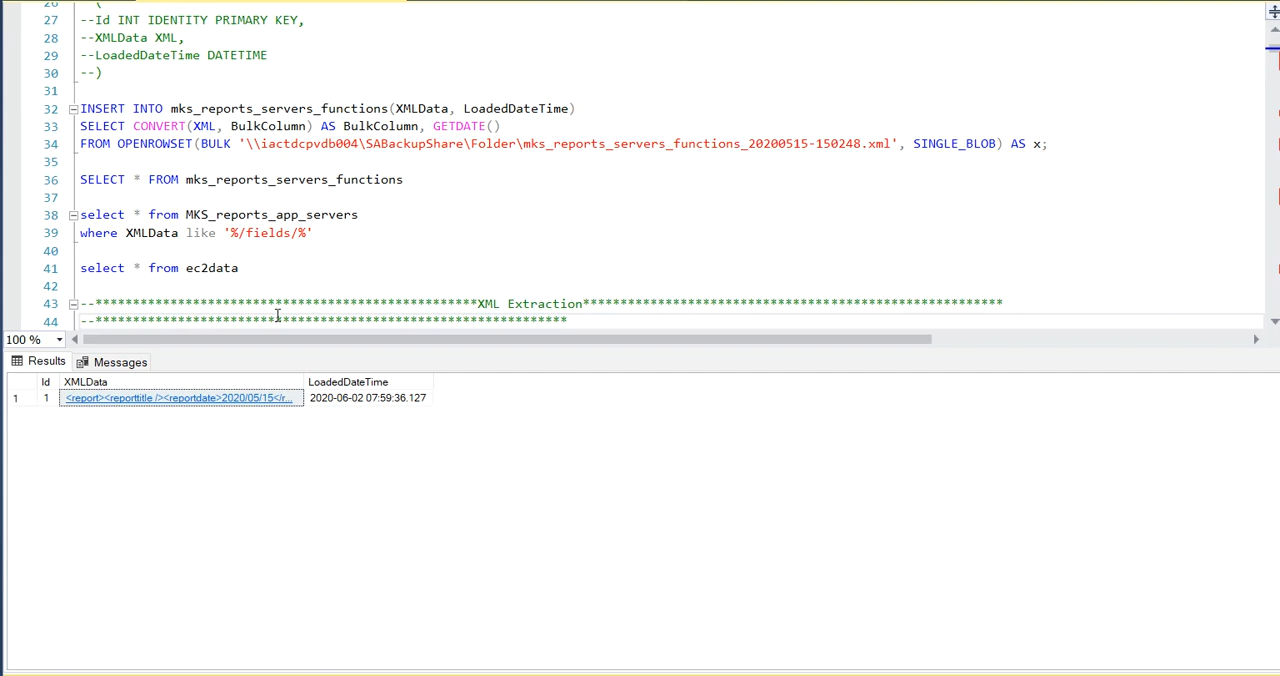 26 (
27 --Id INT IDENTITY PRIMARY KEY,
28 --XMLData XML,
29 --LoadedDateTime DATETIME
30 --)
31
32 INSERT INTO mks_reports_servers_functions(XMLData, LoadedDateTime)
33 SELECT CONVERT(XML, BulkColumn) AS BulkColumn, GETDATE()
34 FROM OPENROWSET(BULK '\\iactdcpvdb004\SABackupShare\Folder\mks_reports_servers_functions_20200515-150248.xml', SINGLE_BLOB) AS x;
35
36 SELECT * FROM mks_reports_servers_functions
37
38 select * from MKS_reports_app_servers
39 where XMLData like '%/fields/%'
40
41 select * from ec2data
42
43 --***************************************************XML Extraction********************************************************
44 --***************************************************************
100 %
Results Messages
Id XMLData LoadedDateTime
1 1 <report><reporttitle /><reportdate>2020/05/15</r... 2020-06-02 07:59:36.127